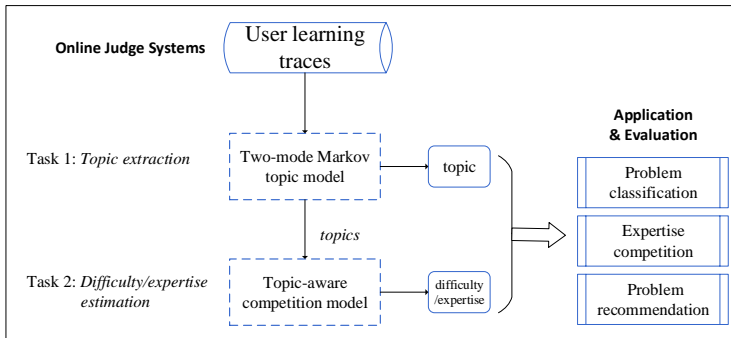 Online Judge Systems
User learning
traces
Application
& Evaluation
Task 1: Topic extraction
Two-mode Markov
topic model
topic
Problem
classification
topics
Expertise
competition
Task 2: Difficulty/expertise
estimation
Topic-aware
competition model
difficulty
/expertise
Problem
recommendation